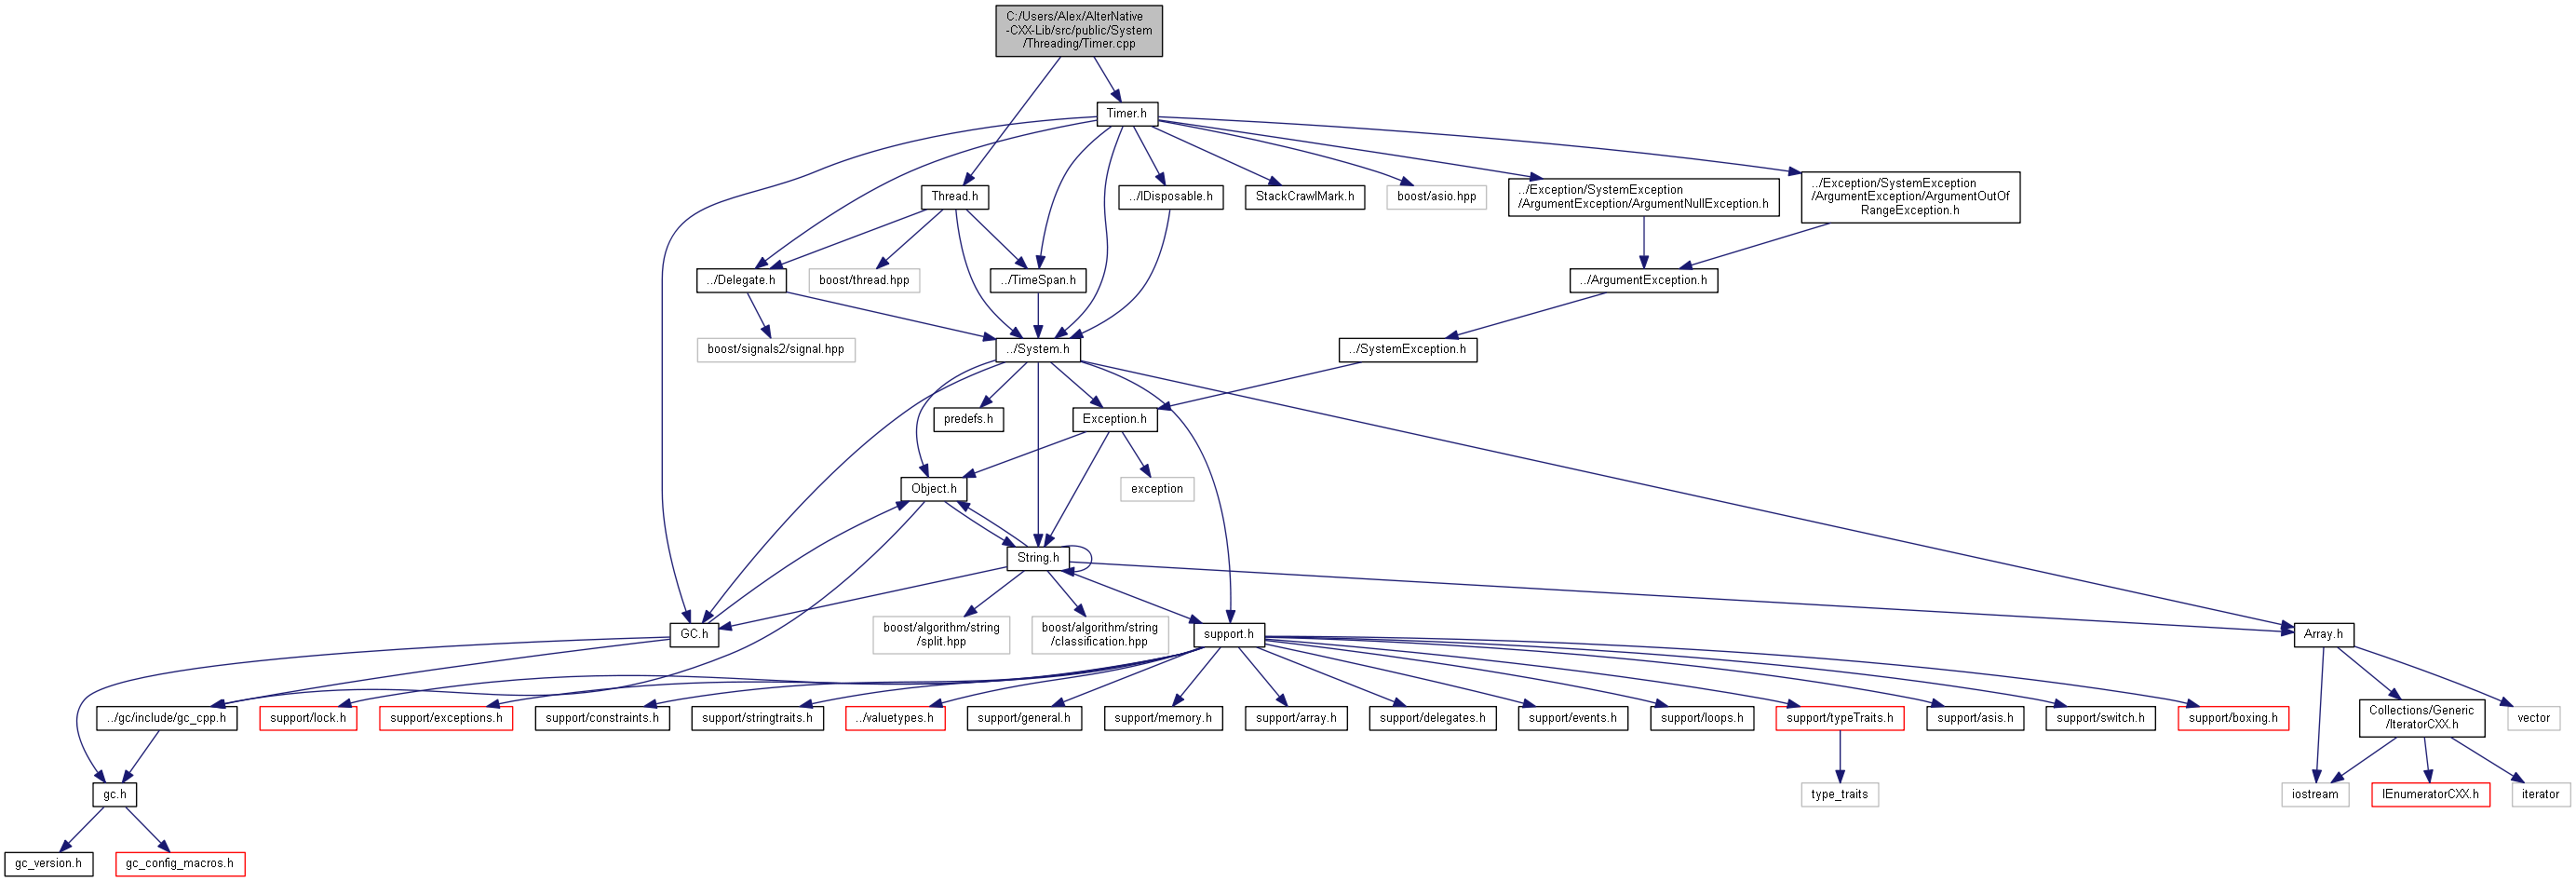 C:/Users/Alex/AlterNative
-CXX-Lib/src/public/System
/Threading/Timer.cpp
Timer.h
Thread.h
../IDisposable.h
StackCrawlMark.h
boost/asio.hpp
../Exception/SystemException
/ArgumentException/ArgumentNullException.h
../Exception/SystemException
/ArgumentException/ArgumentOutOf
RangeException.h
../Delegate.h
boost/thread.hpp
../TimeSpan.h
../ArgumentException.h
boost/signals2/signal.hpp
../System.h
../SystemException.h
predefs.h
Exception.h
Object.h
exception
String.h
GC.h
boost/algorithm/string
/split.hpp
boost/algorithm/string
/classification.hpp
support.h
Array.h
../gc/include/gc_cpp.h
support/lock.h
support/exceptions.h
support/constraints.h
support/stringtraits.h
../valuetypes.h
support/general.h
support/memory.h
support/array.h
support/delegates.h
support/events.h
support/loops.h
support/typeTraits.h
support/asis.h
support/switch.h
support/boxing.h
Collections/Generic
/IteratorCXX.h
vector
gc.h
type_traits
iostream
IEnumeratorCXX.h
iterator
gc_version.h
gc_config_macros.h